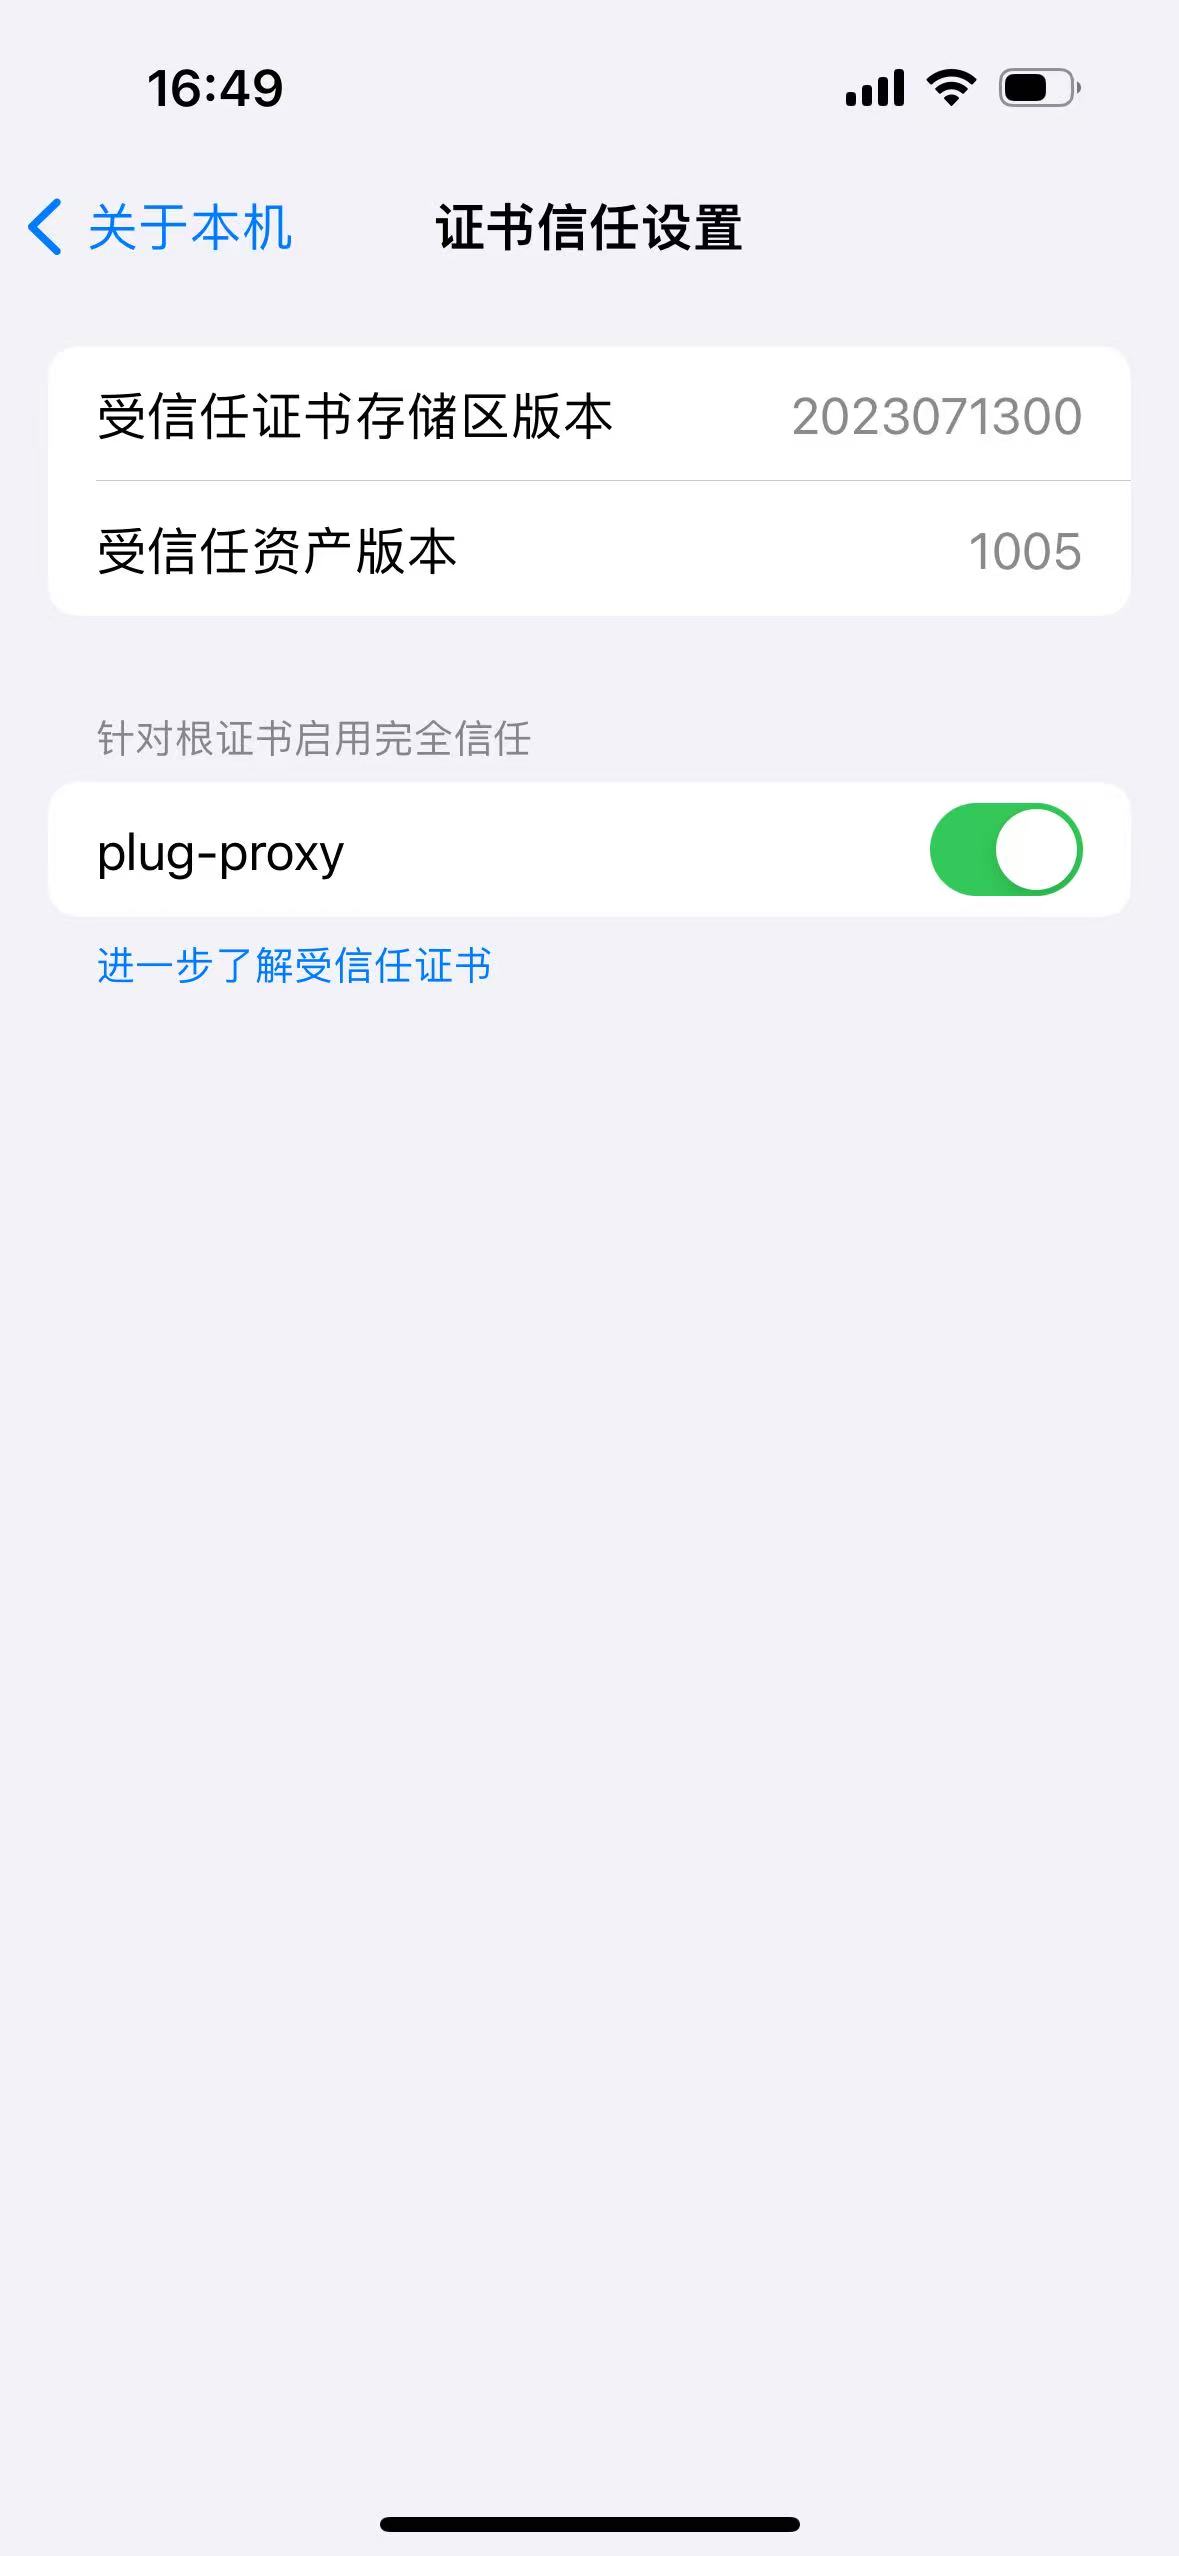 16:49
关于本机
证书信任设置
受信任证书存储区版本 2023071300
受信任资产版本 1005
针对根证书启用完全信任
plug-proxy
进一步了解受信任证书